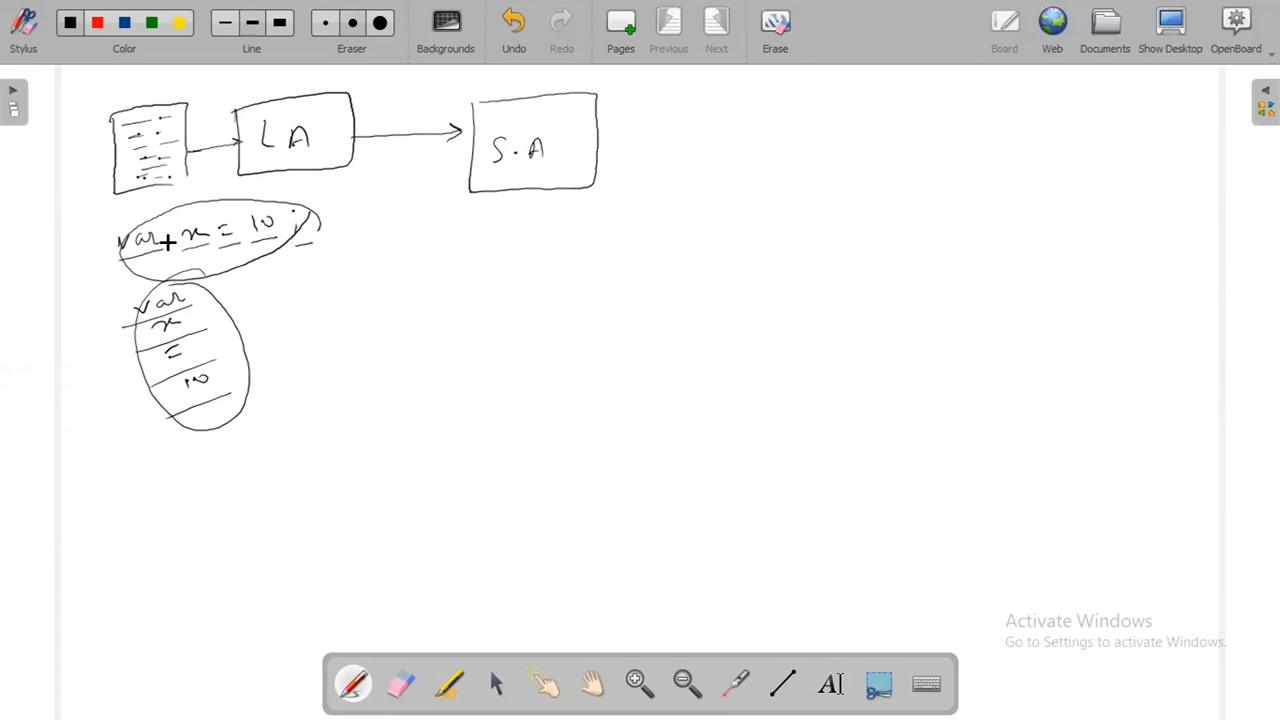 Stylus Color Line Eraser Backgrounds Undo Redo Pages Previous Next Erase Board Web Documents Show Desktop OpenBoard
L A
S. A
var x = 10 ;
var
x
=
10
Activate Windows
Go to Settings to activate Windows.
A